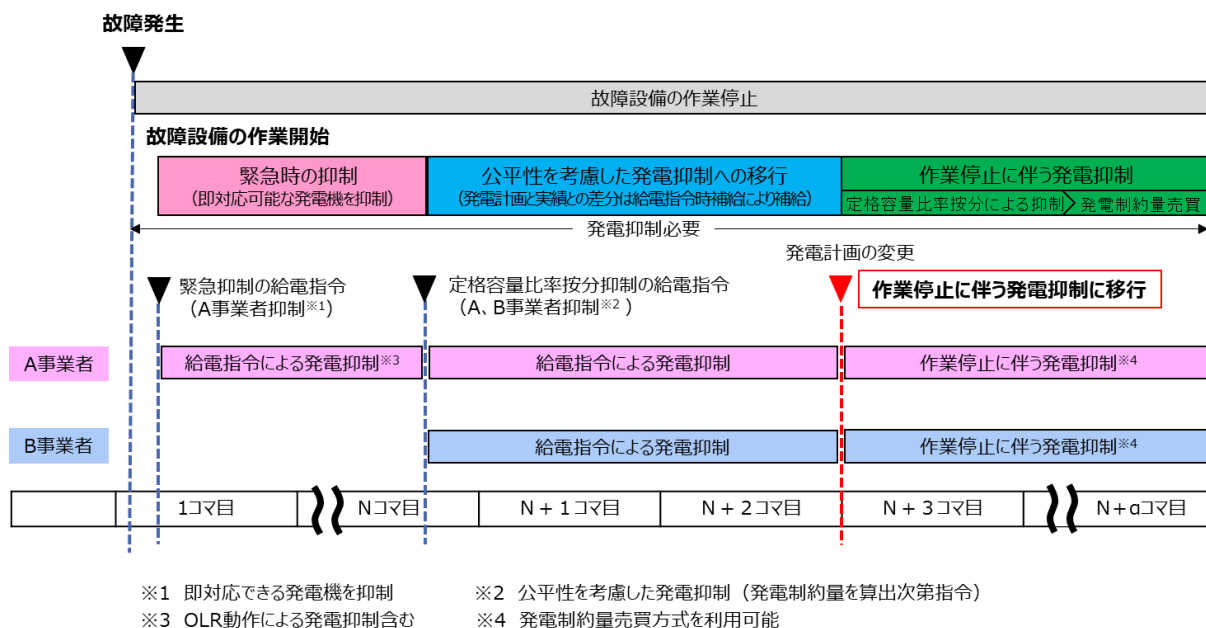 故障発生
故障設備の作業停止
故障設備の作業開始
緊急時の抑制
(即対応可能な発電機を抑制)
公平性を考慮した発電抑制への移行
(発電計画と実績との差分は給電指令時補給により補給)
作業停止に伴う発電抑制
定格容量比率按分による抑制
発電制約量売買
発電抑制必要
発電計画の変更
緊急抑制の給電指令
(A事業者抑制※1)
定格容量比率按分抑制の給電指令
(A、B事業者抑制※2)
作業停止に伴う発電抑制に移行
A事業者
給電指令による発電抑制※3
給電指令による発電抑制
作業停止に伴う発電抑制※4
B事業者
給電指令による発電抑制
作業停止に伴う発電抑制※4
1コマ目
Nコマ目
N+1コマ目
N+2コマ目
N+3コマ目
N+αコマ目
※1 即対応できる発電機を抑制
※2 公平性を考慮した発電抑制(発電制約量を算出次第指令)
※3 OLR動作による発電抑制含む
※4 発電制約量売買方式を利用可能